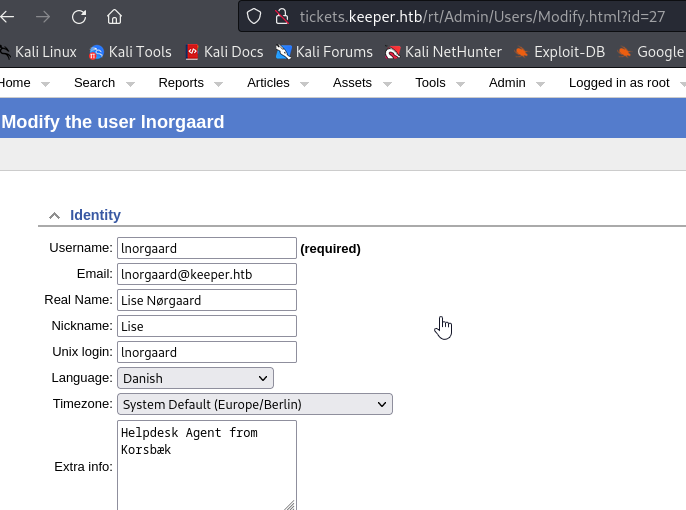 tickets.keeper.htb/rt/Admin/Users/Modify.html?id=27
Kali Linux Kali Tools Kali Docs Kali Forums Kali NetHunter Exploit-DB Google
Home Search Reports Articles Assets Tools Admin Logged in as root
Modify the user lnorgaard
Identity
Username: lnorgaard (required)
Email: lnorgaard@keeper.htb
Real Name: Lise Nørgaard
Nickname: Lise
Unix login: lnorgaard
Language: Danish
Timezone: System Default (Europe/Berlin)
Helpdesk Agent from
Korsbæk
Extra info: